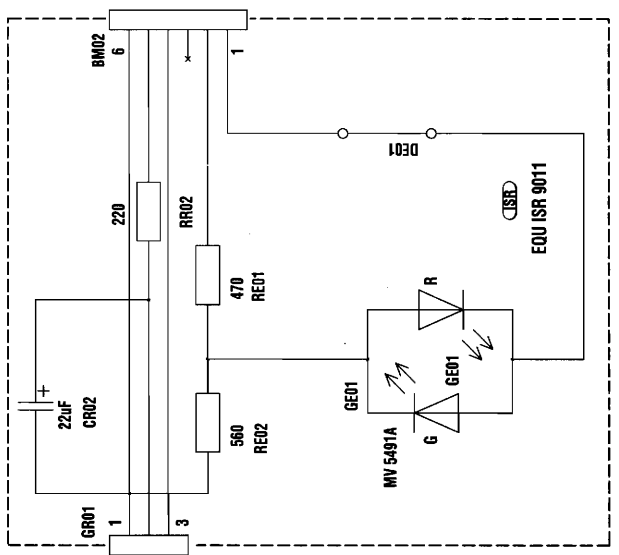 BM02
6
1
220
RR02
DE01
ISR
EQU ISR 9011
470
RE01
R
+
22uF
CR02
GE01
GE01
560
RE02
MV 5491A
G
GR01
1
3